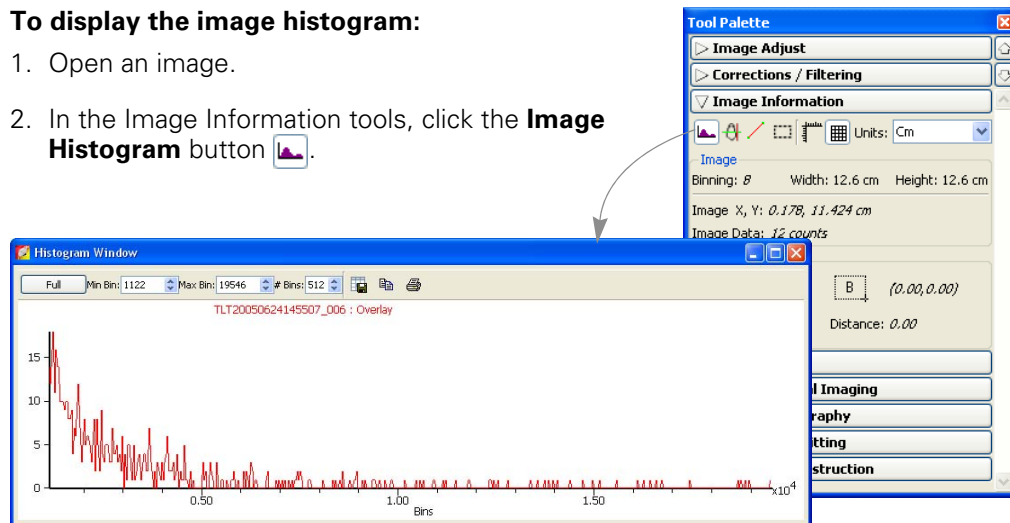 To display the image histogram:
1. Open an image.
2. In the Image Information tools, click the Image
Histogram button .
Tool Palette
Image Adjust
Corrections / Filtering
Image Information
Units: Cm
Image
Binning: 8 Width: 12.6 cm Height: 12.6 cm
Image X, Y: 0.178, 11.424 cm
Image Data: 12 counts
B (0.00,0.00)
Distance: 0.00
l Imaging
raphy
itting
struction
Histogram Window
Full Min Bin: 1122 Max Bin: 19546 # Bins: 512
TLT20050624145507_006 : Overlay
15
10
5
0
0.50 1.00 1.50 x10^4
Bins